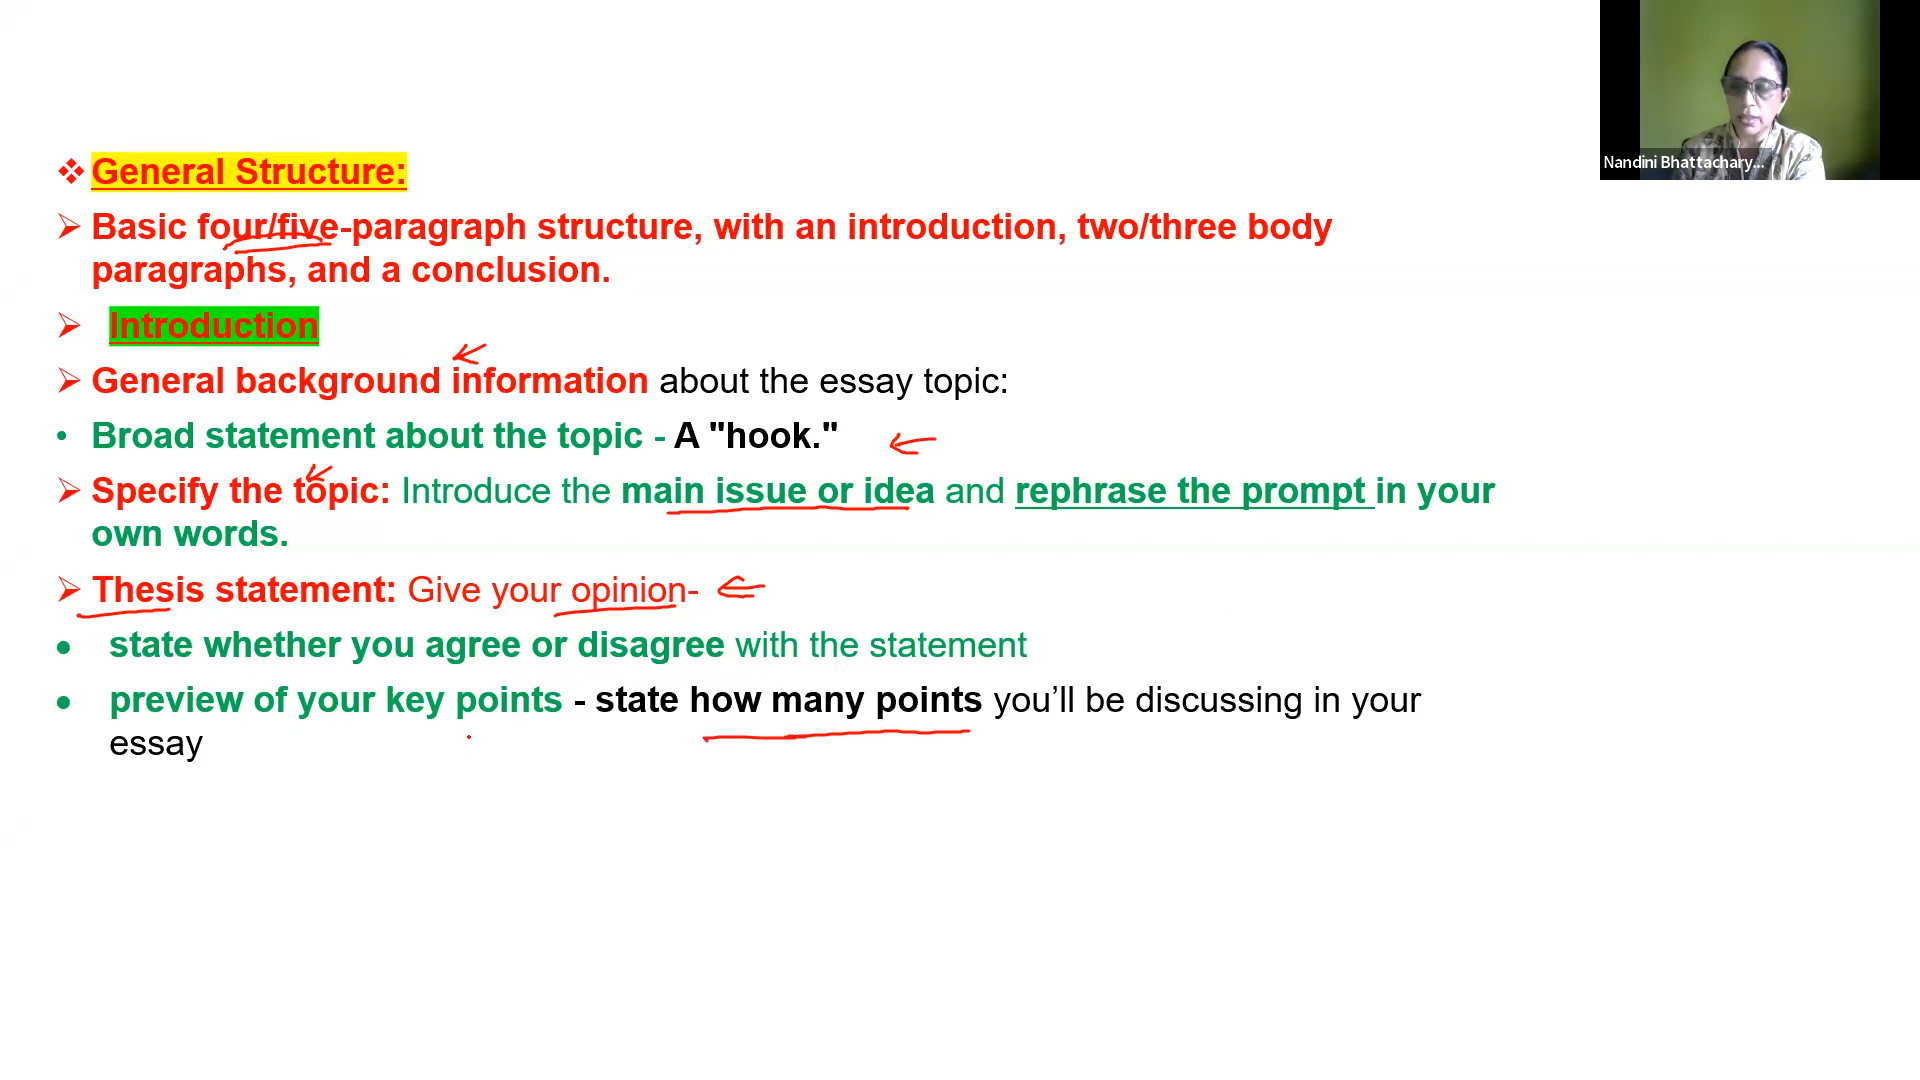 ❖ General Structure:
➢ Basic four/five-paragraph structure, with an introduction, two/three body
paragraphs, and a conclusion.
➢ Introduction
➢ General background information about the essay topic:
• Broad statement about the topic - A "hook."
➢ Specify the topic: Introduce the main issue or idea and rephrase the prompt in your
own words.
➢ Thesis statement: Give your opinion-
• state whether you agree or disagree with the statement
• preview of your key points - state how many points you’ll be discussing in your
essay
Nandini Bhattachary...